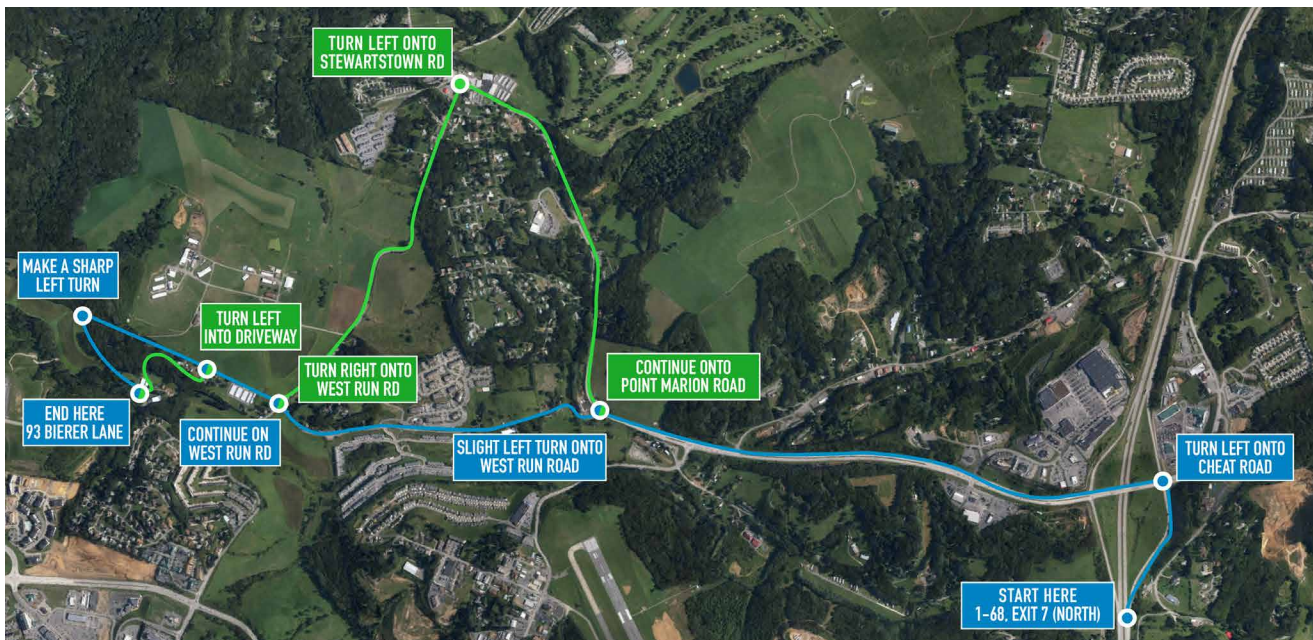 TURN LEFT ONTO
STEWARTSTOWN RD
MAKE A SHARP
LEFT TURN
TURN LEFT
INTO DRIVEWAY
TURN RIGHT ONTO
WEST RUN RD
CONTINUE ONTO
POINT MARION ROAD
END HERE
93 BIERER LANE
CONTINUE ON
WEST RUN RD
SLIGHT LEFT TURN ONTO
WEST RUN ROAD
TURN LEFT ONTO
CHEAT ROAD
START HERE
1-68, EXIT 7 (NORTH)